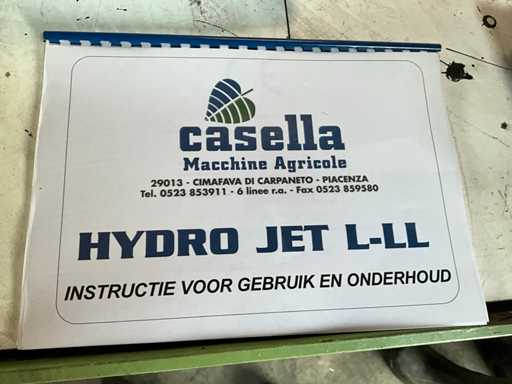 casella
Macchine Agricole
29013 - CIMAFAVA DI CARPANETO - PIACENZA
Tel. 0523 853911 - 6 linee r.a. - Fax 0523 859580
HYDRO JET L-LL
INSTRUCTIE VOOR GEBRUIK EN ONDERHOUD